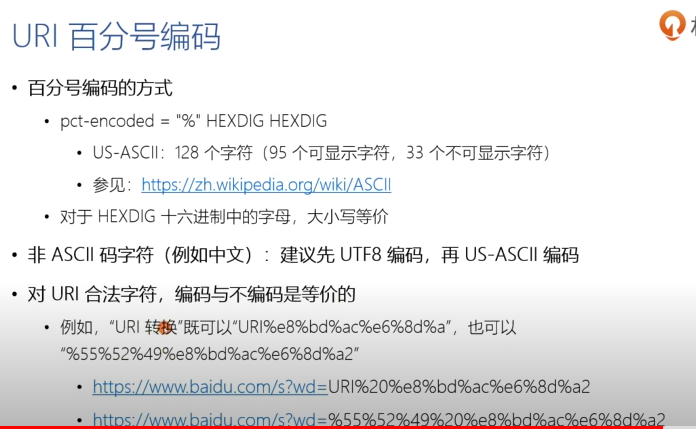 URI 百分号编码
• 百分号编码的方式
• pct-encoded = "%" HEXDIG HEXDIG
• US-ASCII：128 个字符（95 个可显示字符，33 个不可显示字符）
• 参见：https://zh.wikipedia.org/wiki/ASCII
• 对于 HEXDIG 十六进制中的字母，大小写等价
• 非 ASCII 码字符（例如中文）：建议先 UTF8 编码，再 US-ASCII 编码
• 对 URI 合法字符，编码与不编码是等价的
• 例如，“URI 转换”既可以“URI%e8%bd%ac%e6%8d%a”，也可以
“%55%52%49%e8%bd%ac%e6%8d%a2”
• https://www.baidu.com/s?wd=URI%20%e8%bd%ac%e6%8d%a2
• https://www.baidu.com/s?wd=%55%52%49%20%e8%bd%ac%e6%8d%a2